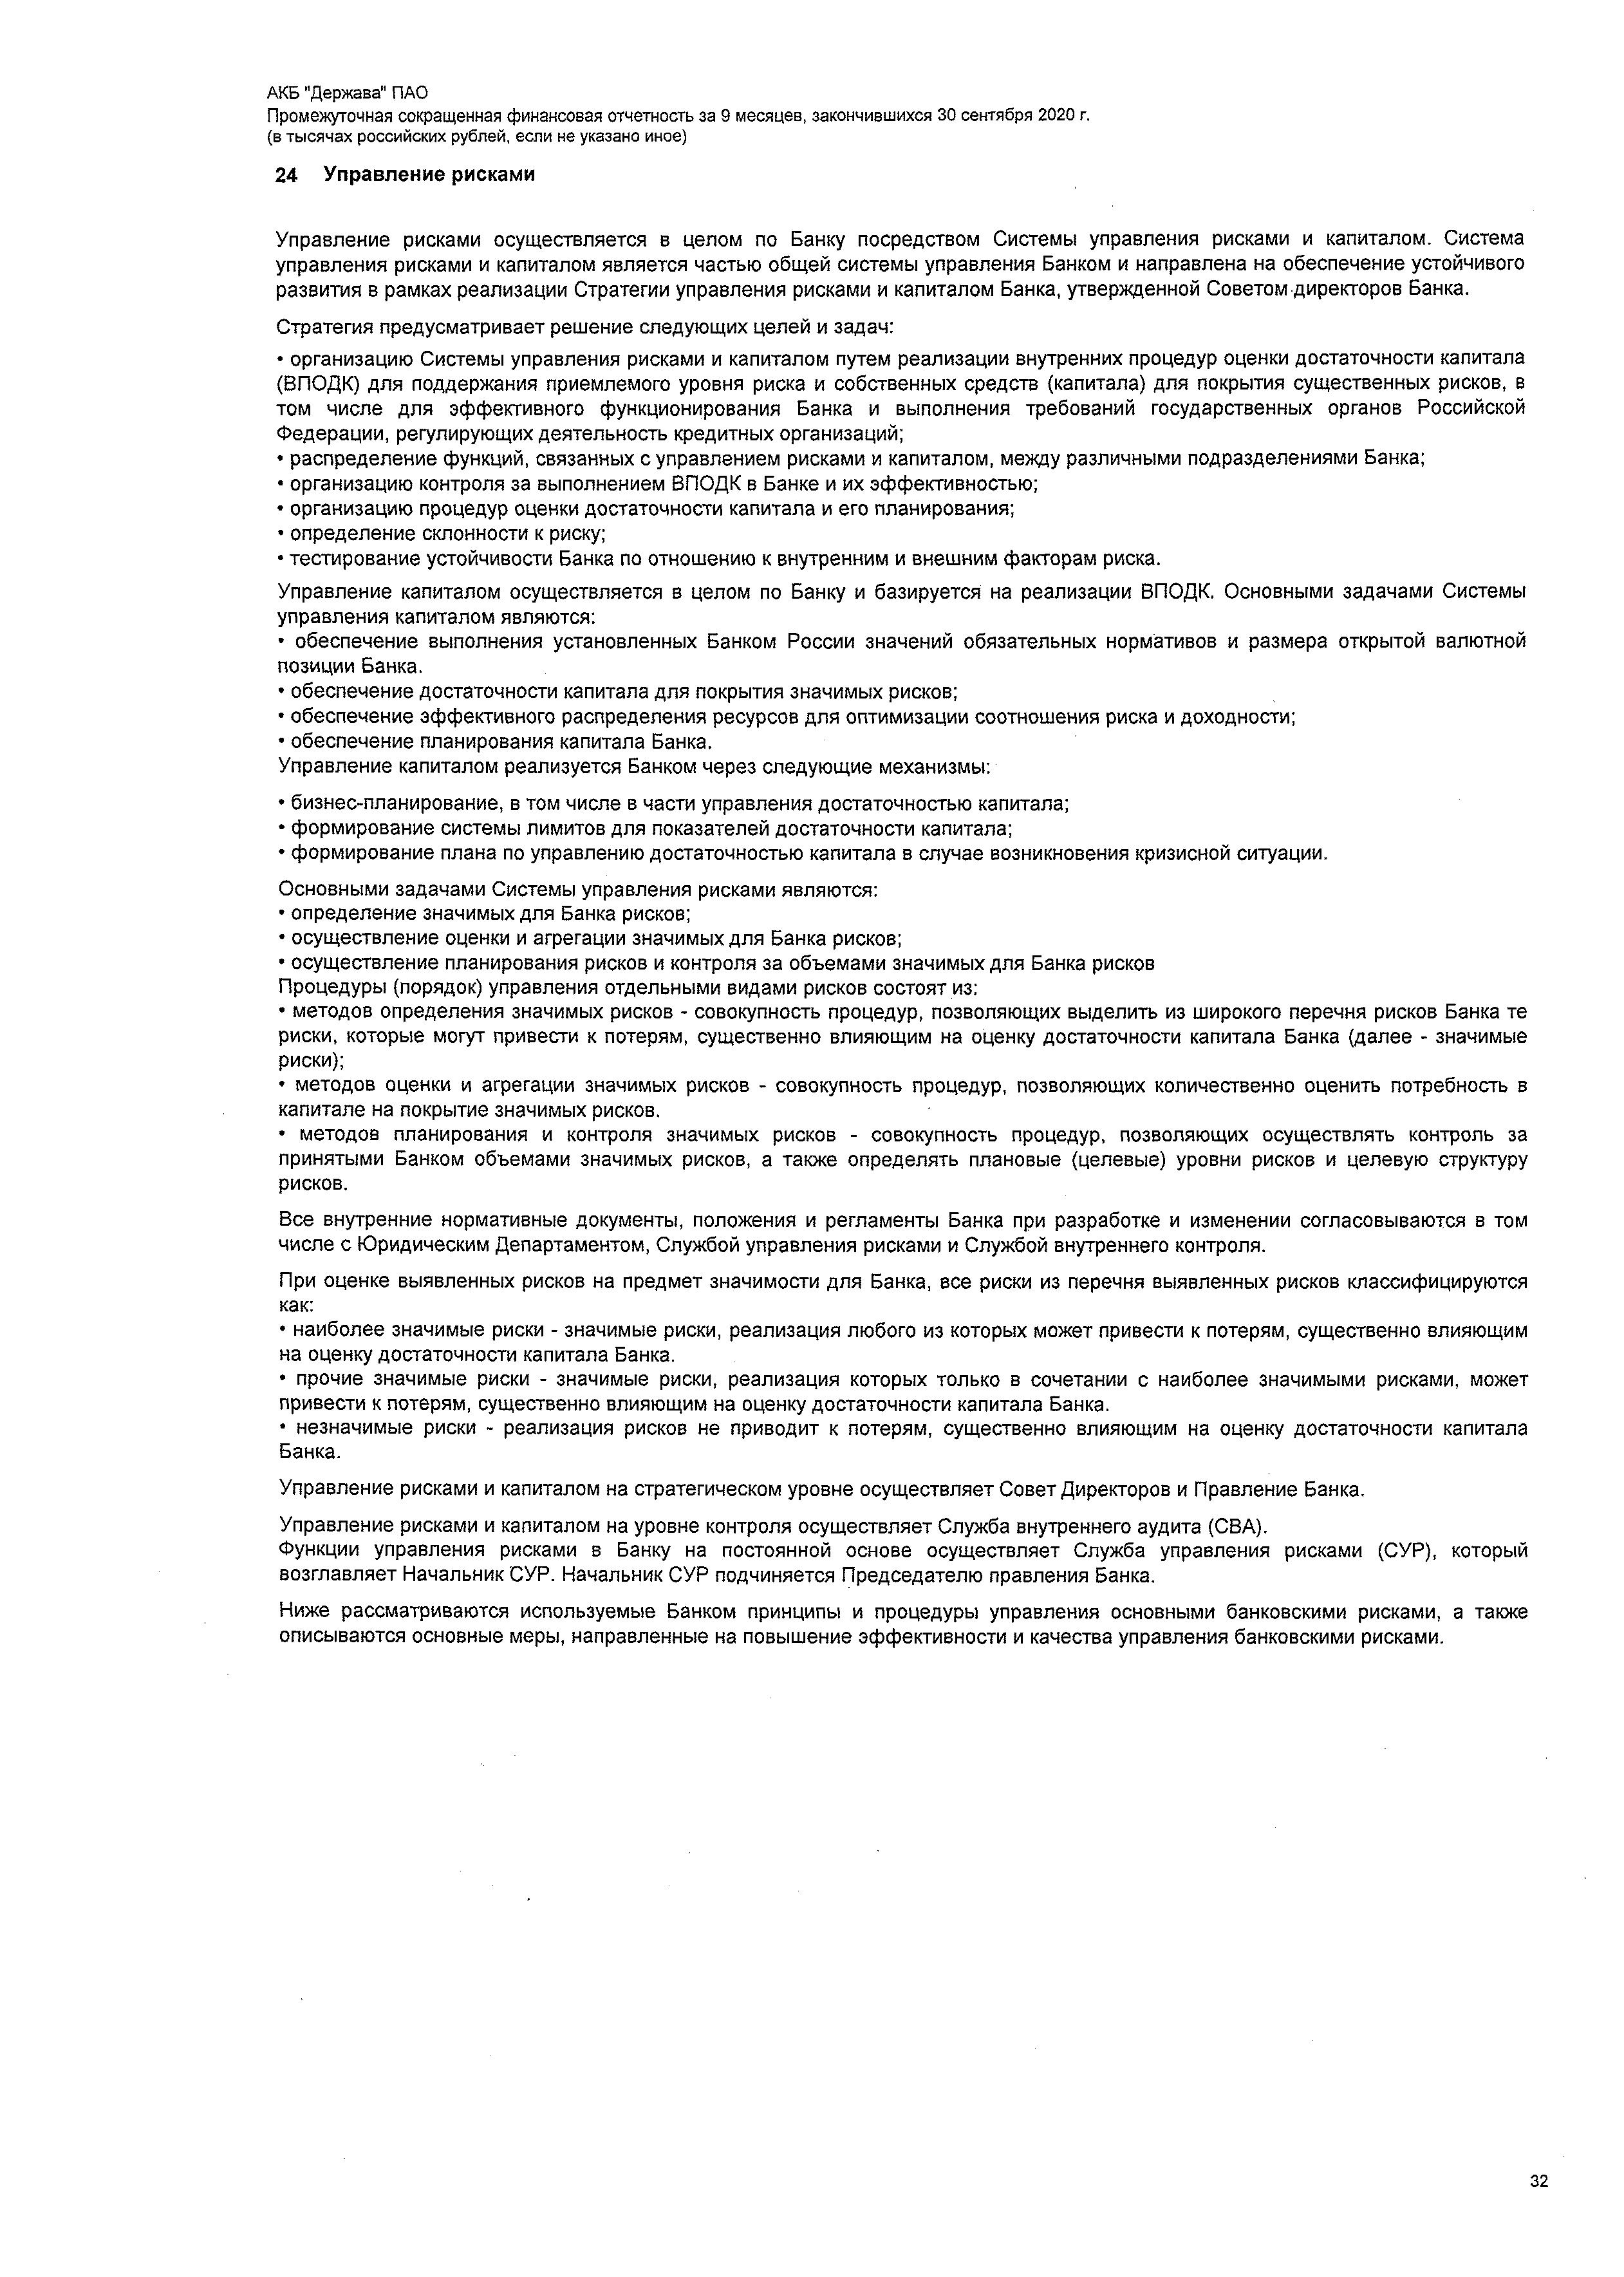 АКБ "Держава" ПАО
Промежуточная сокращенная финансовая отчетность за 9 месяцев, закончившихся 30 сентября 2020 г.
(в тысячах российских рублей, если не указано иное)
24 Управление рисками
Управление рисками осуществляется в целом по Банку посредством Системы управления рисками и капиталом. Система
управления рисками и капиталом является частью общей системы управления Банком и направлена на обеспечение устойчивого
развития в рамках реализации Стратегии управления рисками и капиталом Банка, утвержденной Советом директоров Банка.
Стратегия предусматривает решение следующих целей и задач:
• организацию Системы управления рисками и капиталом путем реализации внутренних процедур оценки достаточности капитала
(ВПОДК) для поддержания приемлемого уровня риска и собственных средств (капитала) для покрытия существенных рисков, в
том числе для эффективного функционирования Банка и выполнения требований государственных органов Российской
Федерации, регулирующих деятельность кредитных организаций;
• распределение функций, связанных с управлением рисками и капиталом, между различными подразделениями Банка;
• организацию контроля за выполнением ВПОДК в Банке и их эффективностью;
• организацию процедур оценки достаточности капитала и его планирования;
• определение склонности к риску;
• тестирование устойчивости Банка по отношению к внутренним и внешним факторам риска.
Управление капиталом осуществляется в целом по Банку и базируется на реализации ВПОДК. Основными задачами Системы
управления капиталом являются:
• обеспечение выполнения установленных Банком России значений обязательных нормативов и размера открытой валютной
позиции Банка.
• обеспечение достаточности капитала для покрытия значимых рисков;
• обеспечение эффективного распределения ресурсов для оптимизации соотношения риска и доходности;
• обеспечение планирования капитала Банка.
Управление капиталом реализуется Банком через следующие механизмы:
• бизнес-планирование, в том числе в части управления достаточностью капитала;
• формирование системы лимитов для показателей достаточности капитала;
• формирование плана по управлению достаточностью капитала в случае возникновения кризисной ситуации.
Основными задачами Системы управления рисками являются:
• определение значимых для Банка рисков;
• осуществление оценки и агрегации значимых для Банка рисков;
• осуществление планирования рисков и контроля за объемами значимых для Банка рисков
Процедуры (порядок) управления отдельными видами рисков состоят из:
• методов определения значимых рисков - совокупность процедур, позволяющих выделить из широкого перечня рисков Банка те
риски, которые могут привести к потерям, существенно влияющим на оценку достаточности капитала Банка (далее - значимые
риски);
• методов оценки и агрегации значимых рисков - совокупность процедур, позволяющих количественно оценить потребность в
капитале на покрытие значимых рисков.
• методов планирования и контроля значимых рисков - совокупность процедур, позволяющих осуществлять контроль за
принятыми Банком объемами значимых рисков, а также определять плановые (целевые) уровни рисков и целевую структуру
рисков.
Все внутренние нормативные документы, положения и регламенты Банка при разработке и изменении согласовываются в том
числе с Юридическим Департаментом, Службой управления рисками и Службой внутреннего контроля.
При оценке выявленных рисков на предмет значимости для Банка, все риски из перечня выявленных рисков классифицируются
как:
• наиболее значимые риски - значимые риски, реализация любого из которых может привести к потерям, существенно влияющим
на оценку достаточности капитала Банка.
• прочие значимые риски - значимые риски, реализация которых только в сочетании с наиболее значимыми рисками, может
привести к потерям, существенно влияющим на оценку достаточности капитала Банка.
• незначимые риски - реализация рисков не приводит к потерям, существенно влияющим на оценку достаточности капитала
Банка.
Управление рисками и капиталом на стратегическом уровне осуществляет Совет Директоров и Правление Банка.
Управление рисками и капиталом на уровне контроля осуществляет Служба внутреннего аудита (СВА).
Функции управления рисками в Банку на постоянной основе осуществляет Служба управления рисками (СУР), который
возглавляет Начальник СУР. Начальник СУР подчиняется Председателю правления Банка.
Ниже рассматриваются используемые Банком принципы и процедуры управления основными банковскими рисками, а также
описываются основные меры, направленные на повышение эффективности и качества управления банковскими рисками.
32